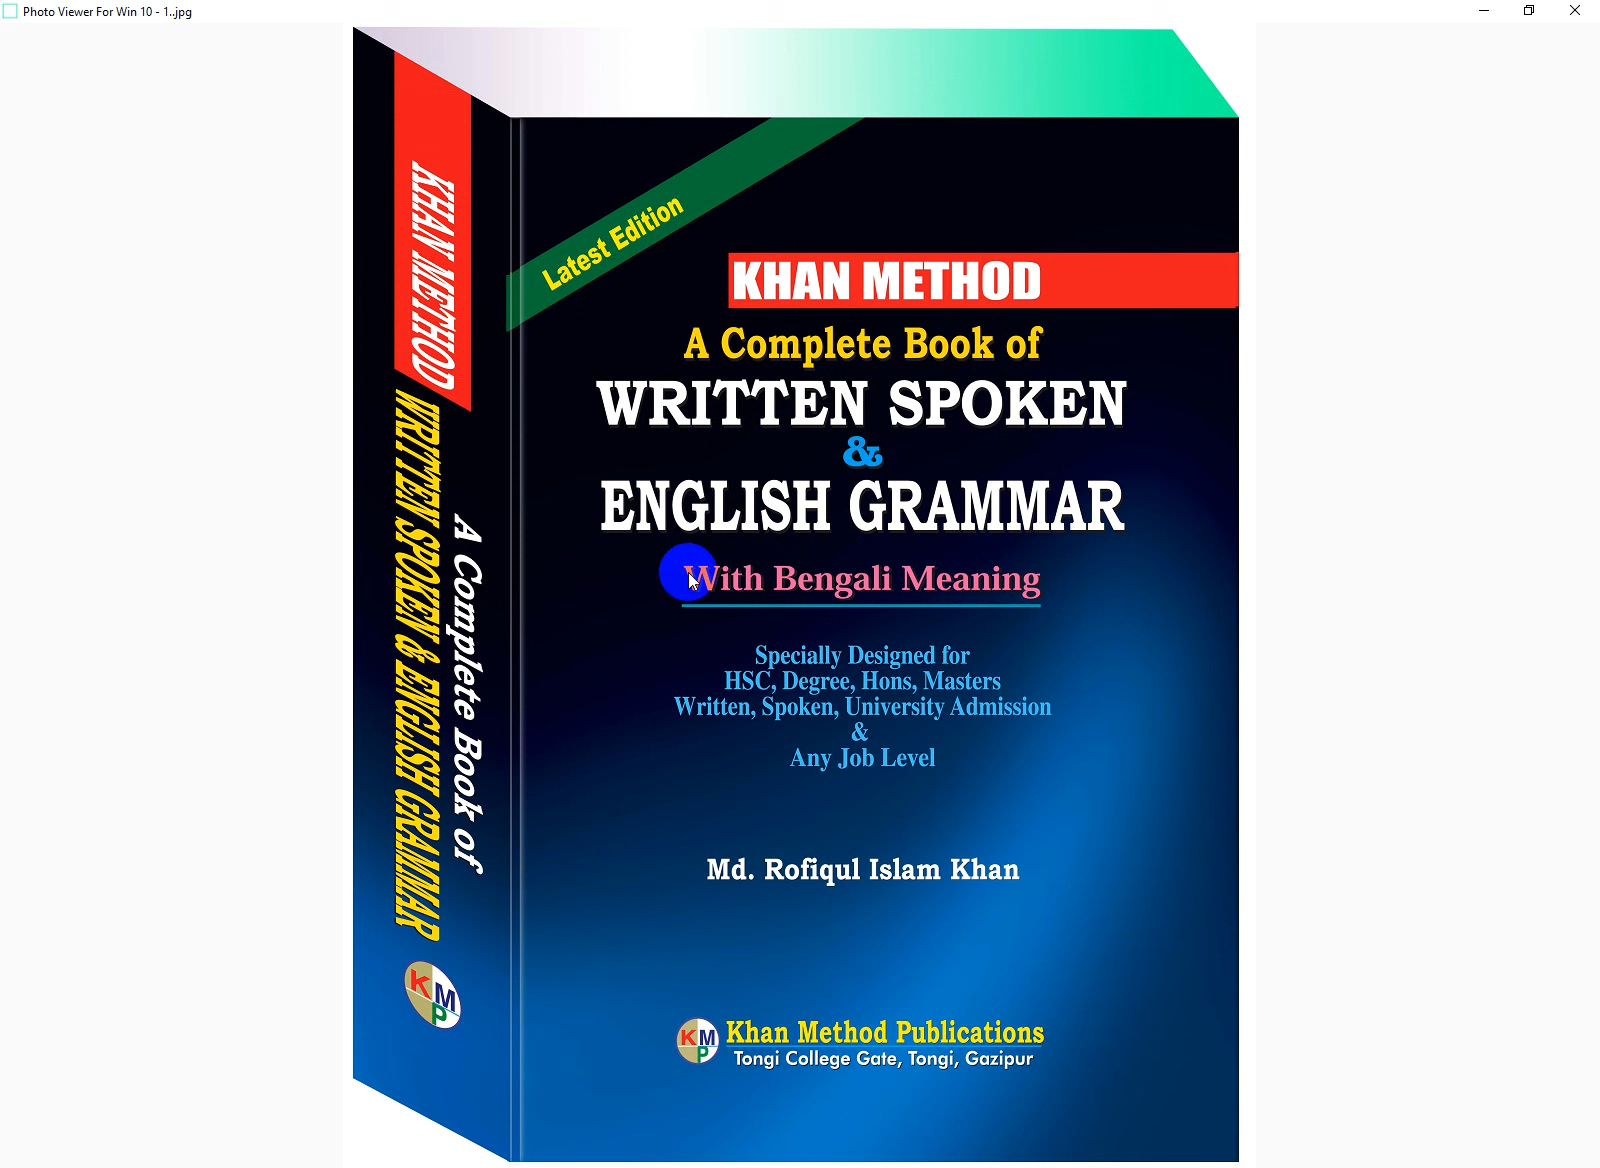 Photo Viewer For Win 10 - 1..jpg
KHAN METHOD
WRITTEN SPOKEN & ENGLISH GRAMMAR
A Complete Book of
KMP
Latest Edition
KHAN METHOD
A Complete Book of
WRITTEN SPOKEN
&
ENGLISH GRAMMAR
With Bengali Meaning
Specially Designed for
HSC, Degree, Hons, Masters
Written, Spoken, University Admission
&
Any Job Level
Md. Rofiqul Islam Khan
KMP
Khan Method Publications
Tongi College Gate, Tongi, Gazipur